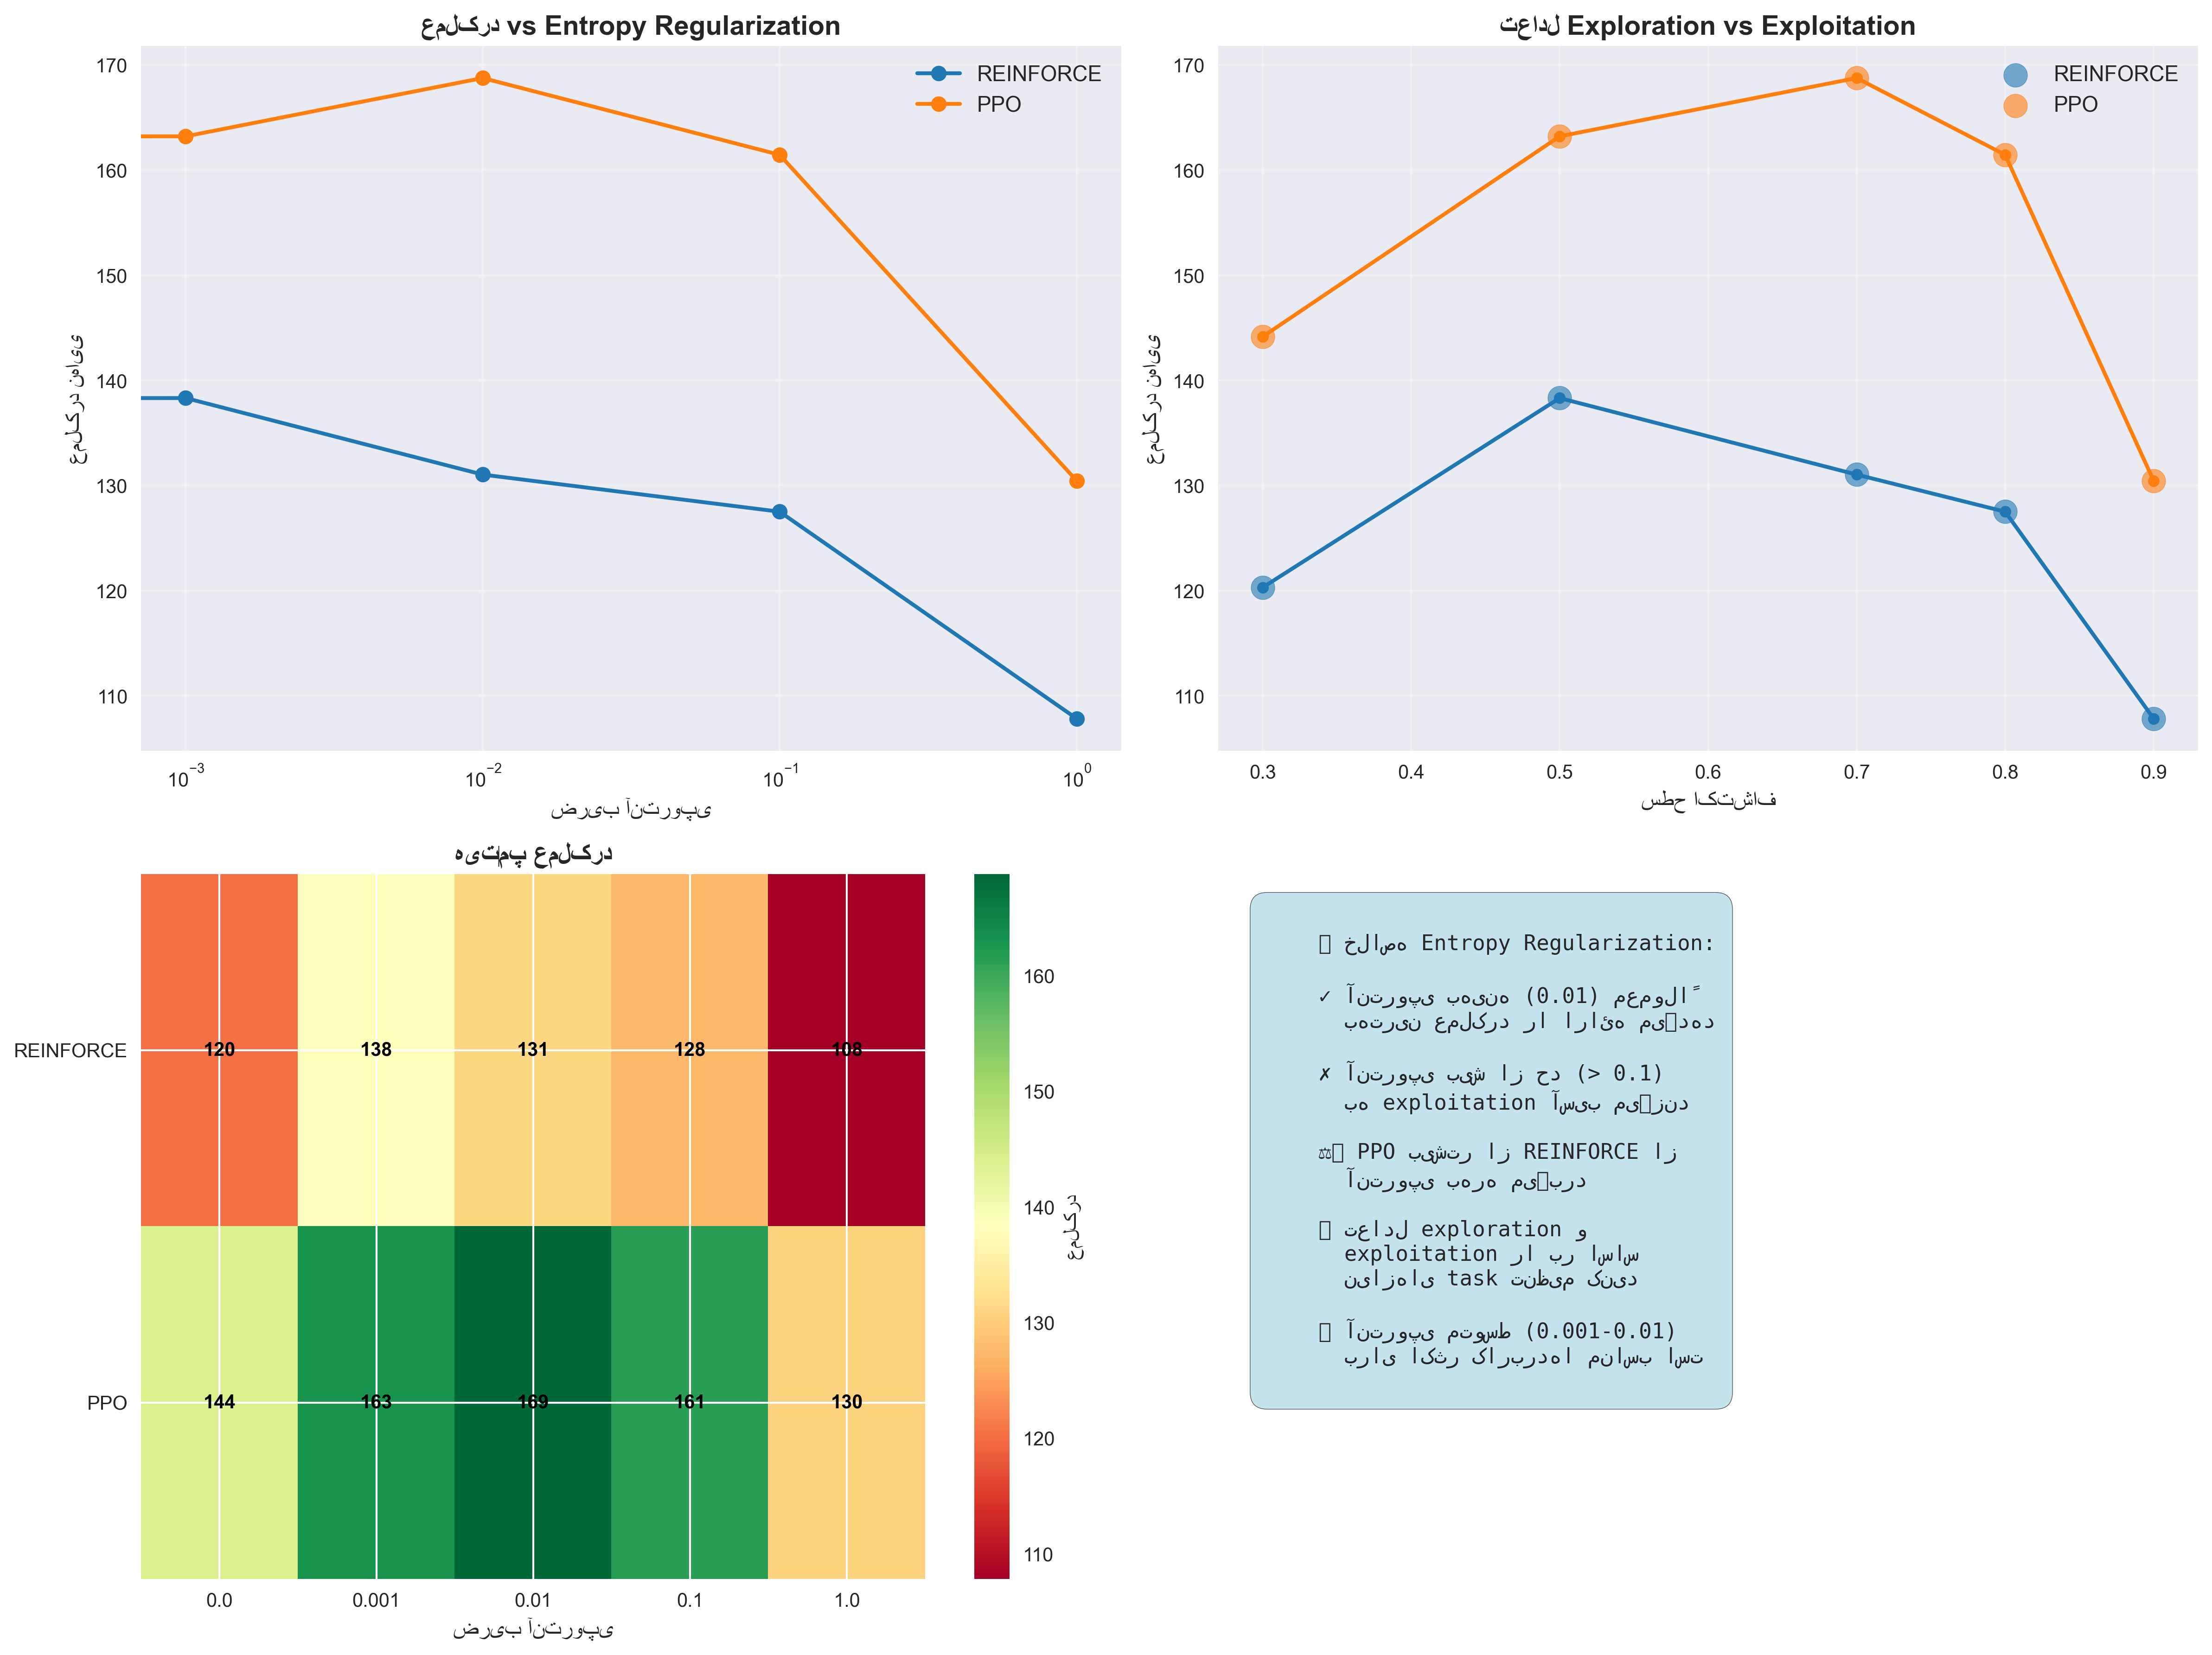 عملکرد vs Entropy Regularization
170
160
150
140
130
120
110
عملکرد نهایی
REINFORCE
PPO
10⁻³
10⁻²
10⁻¹
10⁰
ضریب آنتروپی
تعادل Exploration vs Exploitation
170
160
150
140
130
120
110
عملکرد نهایی
REINFORCE
PPO
0.3
0.4
0.5
0.6
0.7
0.8
0.9
سطح اکتشاف
هیتمپ عملکرد
REINFORCE
120
138
131
128
108
PPO
144
163
169
161
130
0.0
0.001
0.01
0.1
1.0
ضریب آنتروپی
160
150
140
130
120
110
عملکرد
خلاصه Entropy Regularization:
✓ آنتروپی بهینه (0.01) معمولاً
بهترین عملکرد را ارائه می‌دهد
✗ آنتروپی بیش از حد (> 0.1)
به exploitation آسیب می‌زند
⚖ PPO بیشتر از REINFORCE از
آنتروپی بهره می‌برد
تعادل exploration و
exploitation را بر اساس
نیازهای task تنظیم کنید
آنتروپی متوسط (0.001-0.01)
برای اکثر کاربردها مناسب است